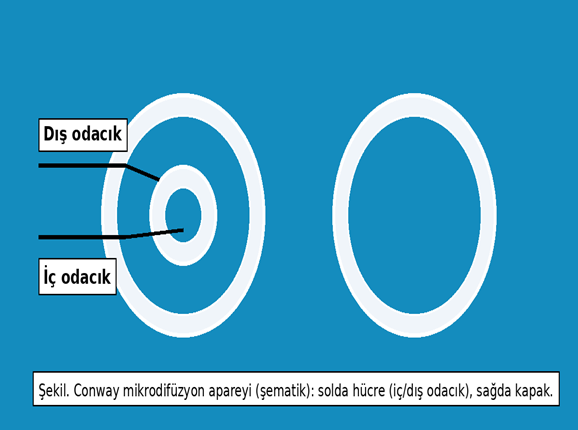 Dış odacık
İç odacık
Şekil. Conway mikrodifüzyon apareyi (şematik): solda hücre (iç/dış odacık), sağda kapak.